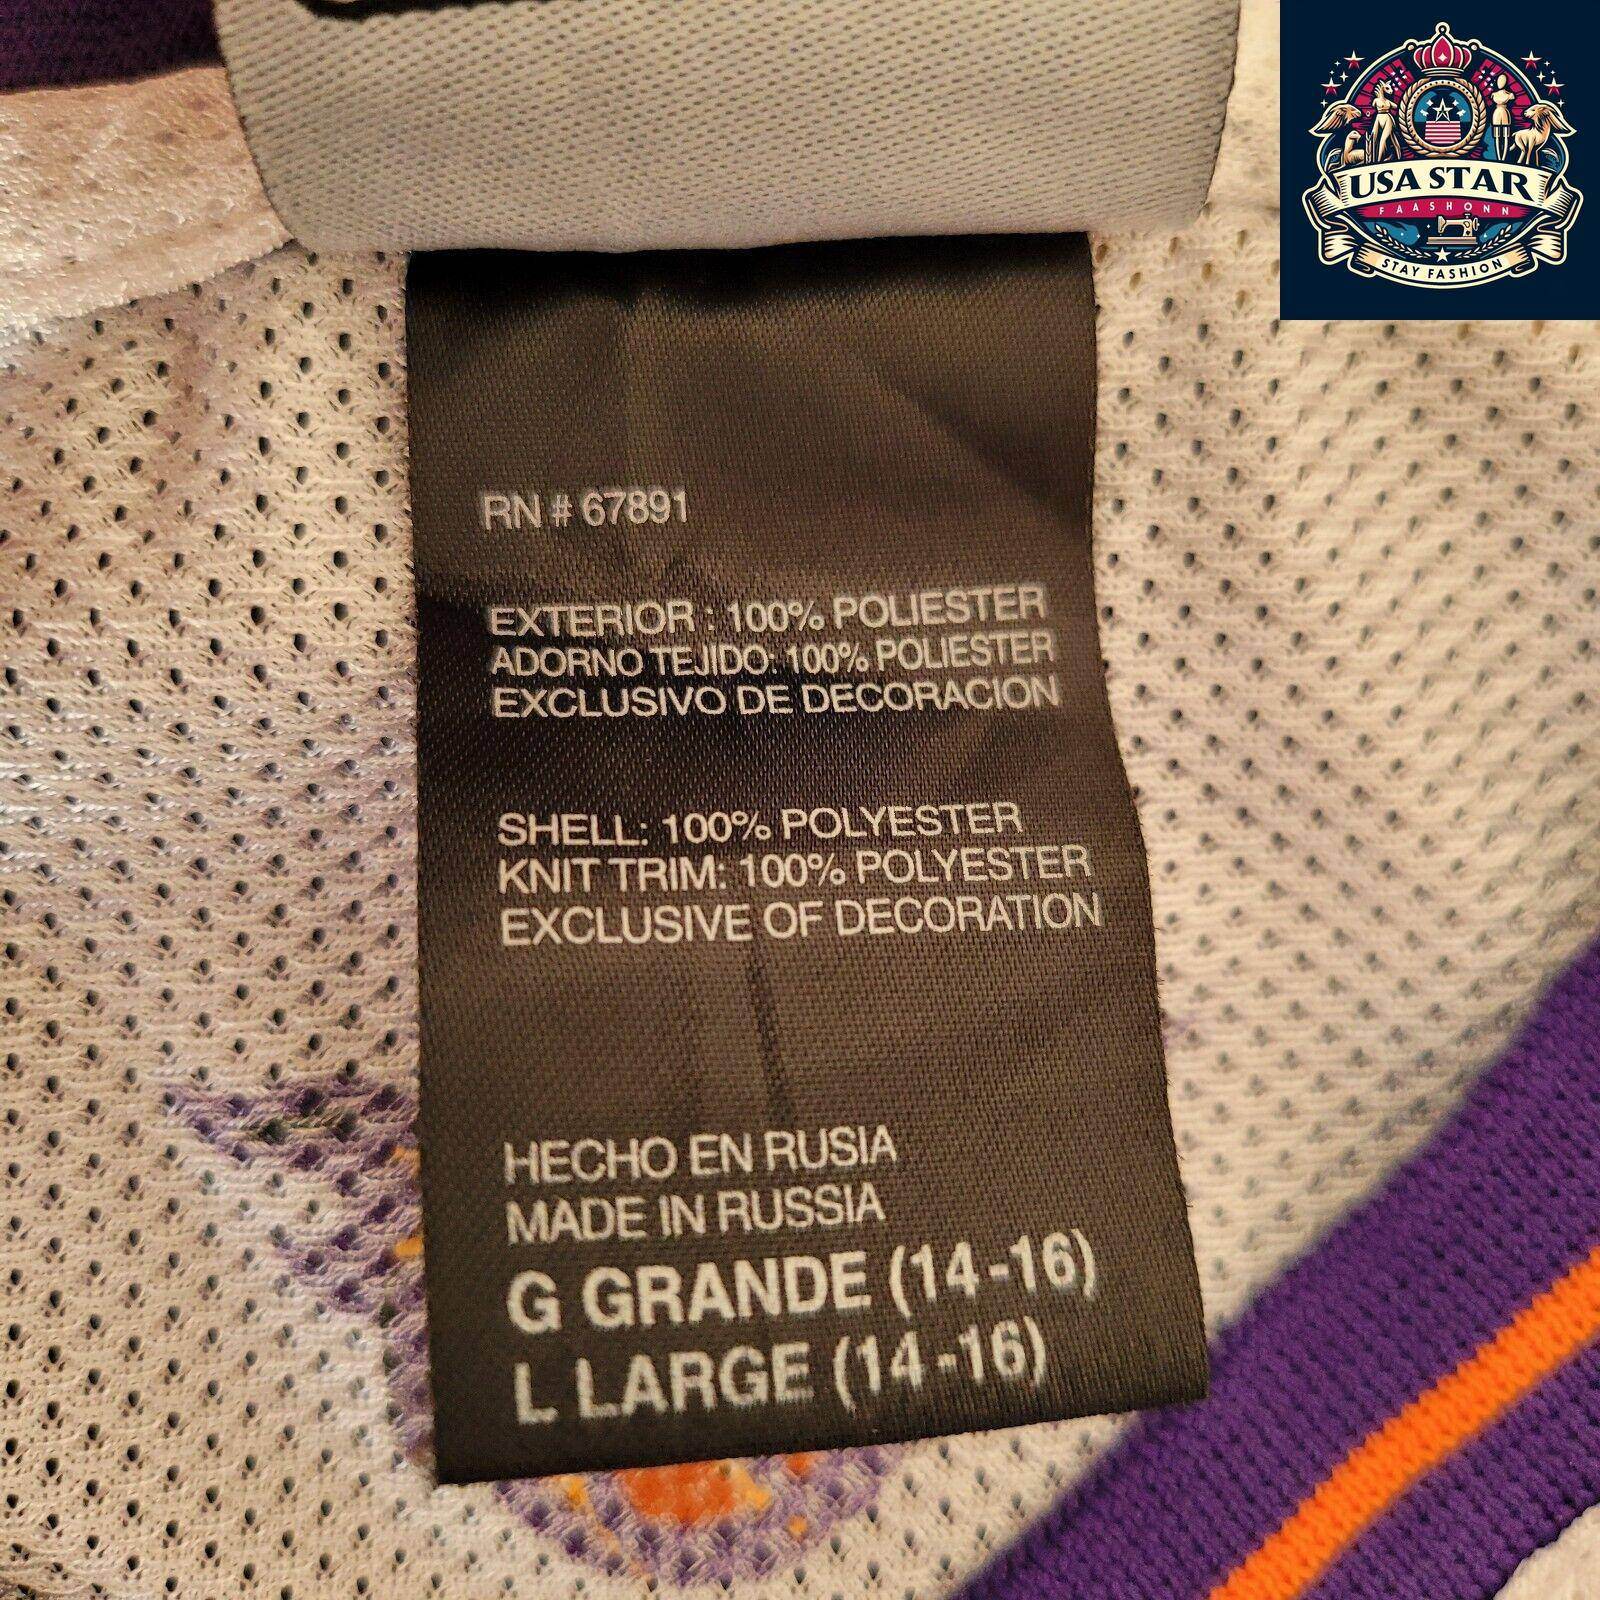 USA STAR
FAASHONN
STAY FASHION
RN # 67891
EXTERIOR : 100% POLIESTER
ADORNO TEJIDO: 100% POLIESTER
EXCLUSIVO DE DECORACION
SHELL: 100% POLYESTER
KNIT TRIM: 100% POLYESTER
EXCLUSIVE OF DECORATION
HECHO EN RUSIA
MADE IN RUSSIA
G GRANDE (14-16)
L LARGE (14-16)